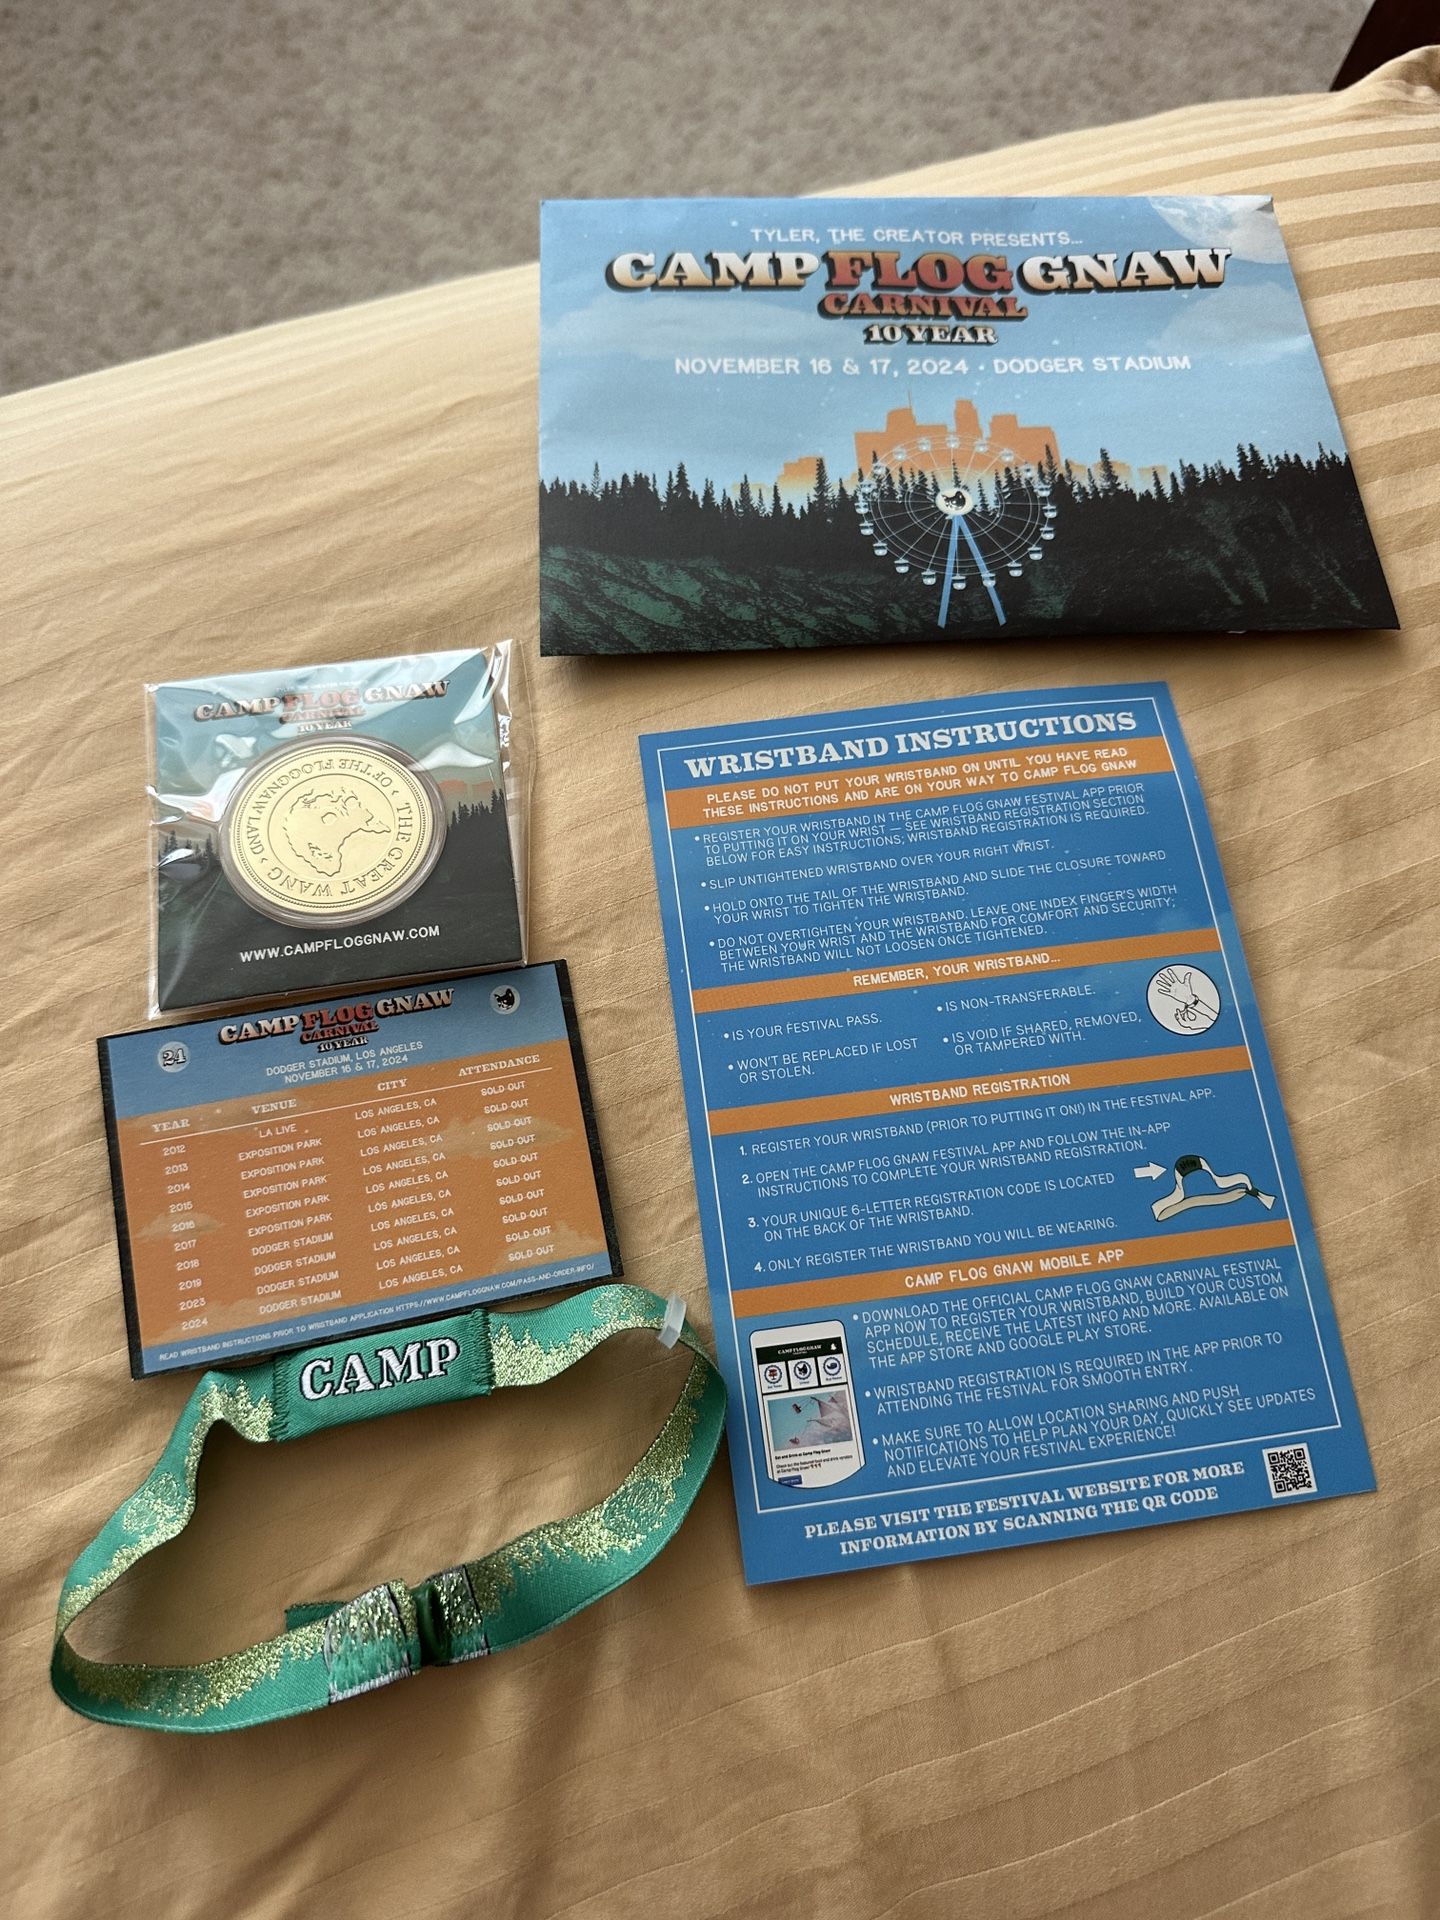 TYLER, THE CREATOR PRESENTS...
CAMP FLOG GNAW
CARNIVAL
10 YEAR
NOVEMBER 16 & 17, 2024 • DODGER STADIUM
CAMP FLOG GNAW
CARNIVAL
10 YEAR
THE GREAT WANG
OF THE FLOGGNAW LAND
WWW.CAMPFLOGGNAW.COM
24
CAMP FLOG GNAW
CARNIVAL
10 YEAR
DODGER STADIUM, LOS ANGELES
NOVEMBER 16 & 17, 2024
YEAR VENUE CITY ATTENDANCE
2012 LA LIVE LOS ANGELES, CA SOLD OUT
2013 EXPOSITION PARK LOS ANGELES, CA SOLD OUT
2014 EXPOSITION PARK LOS ANGELES, CA SOLD OUT
2015 EXPOSITION PARK LOS ANGELES, CA SOLD OUT
2016 EXPOSITION PARK LOS ANGELES, CA SOLD OUT
2017 EXPOSITION PARK LOS ANGELES, CA SOLD OUT
2018 DODGER STADIUM LOS ANGELES, CA SOLD OUT
2019 DODGER STADIUM LOS ANGELES, CA SOLD OUT
2023 DODGER STADIUM LOS ANGELES, CA SOLD OUT
2024 DODGER STADIUM LOS ANGELES, CA SOLD OUT
READ WRISTBAND INSTRUCTIONS PRIOR TO WRISTBAND APPLICATION HTTPS://WWW.CAMPFLOGGNAW.COM/PASS-AND-ORDER-INFO/
CAMP
WRISTBAND INSTRUCTIONS
PLEASE DO NOT PUT YOUR WRISTBAND ON UNTIL YOU HAVE READ
THESE INSTRUCTIONS AND ARE ON YOUR WAY TO CAMP FLOG GNAW
• REGISTER YOUR WRISTBAND IN THE CAMP FLOG GNAW FESTIVAL APP PRIOR
TO PUTTING IT ON YOUR WRIST — SEE WRISTBAND REGISTRATION SECTION
BELOW FOR EASY INSTRUCTIONS; WRISTBAND REGISTRATION IS REQUIRED.
• SLIP UNTIGHTENED WRISTBAND OVER YOUR RIGHT WRIST.
• HOLD ONTO THE TAIL OF THE WRISTBAND AND SLIDE THE CLOSURE TOWARD
YOUR WRIST TO TIGHTEN THE WRISTBAND.
• DO NOT OVERTIGHTEN YOUR WRISTBAND. LEAVE ONE INDEX FINGER'S WIDTH
BETWEEN YOUR WRIST AND THE WRISTBAND FOR COMFORT AND SECURITY;
THE WRISTBAND WILL NOT LOOSEN ONCE TIGHTENED.
REMEMBER, YOUR WRISTBAND...
• IS YOUR FESTIVAL PASS.
• WON'T BE REPLACED IF LOST
OR STOLEN.
• IS NON-TRANSFERABLE.
• IS VOID IF SHARED, REMOVED,
OR TAMPERED WITH.
WRISTBAND REGISTRATION
1. REGISTER YOUR WRISTBAND (PRIOR TO PUTTING IT ON!) IN THE FESTIVAL APP.
2. OPEN THE CAMP FLOG GNAW FESTIVAL APP AND FOLLOW THE IN-APP
INSTRUCTIONS TO COMPLETE YOUR WRISTBAND REGISTRATION.
3. YOUR UNIQUE 6-LETTER REGISTRATION CODE IS LOCATED
ON THE BACK OF THE WRISTBAND.
4. ONLY REGISTER THE WRISTBAND YOU WILL BE WEARING.
CAMP FLOG GNAW MOBILE APP
• DOWNLOAD THE OFFICIAL CAMP FLOG GNAW CARNIVAL FESTIVAL
APP NOW TO REGISTER YOUR WRISTBAND, BUILD YOUR CUSTOM
SCHEDULE, RECEIVE THE LATEST INFO AND MORE. AVAILABLE ON
THE APP STORE AND GOOGLE PLAY STORE.
• WRISTBAND REGISTRATION IS REQUIRED IN THE APP PRIOR TO
ATTENDING THE FESTIVAL FOR SMOOTH ENTRY.
• MAKE SURE TO ALLOW LOCATION SHARING AND PUSH
NOTIFICATIONS TO HELP PLAN YOUR DAY, QUICKLY SEE UPDATES
AND ELEVATE YOUR FESTIVAL EXPERIENCE!
CAMP FLOG GNAW
Eat and Drink at Camp Flog Gnaw
PLEASE VISIT THE FESTIVAL WEBSITE FOR MORE
INFORMATION BY SCANNING THE QR CODE